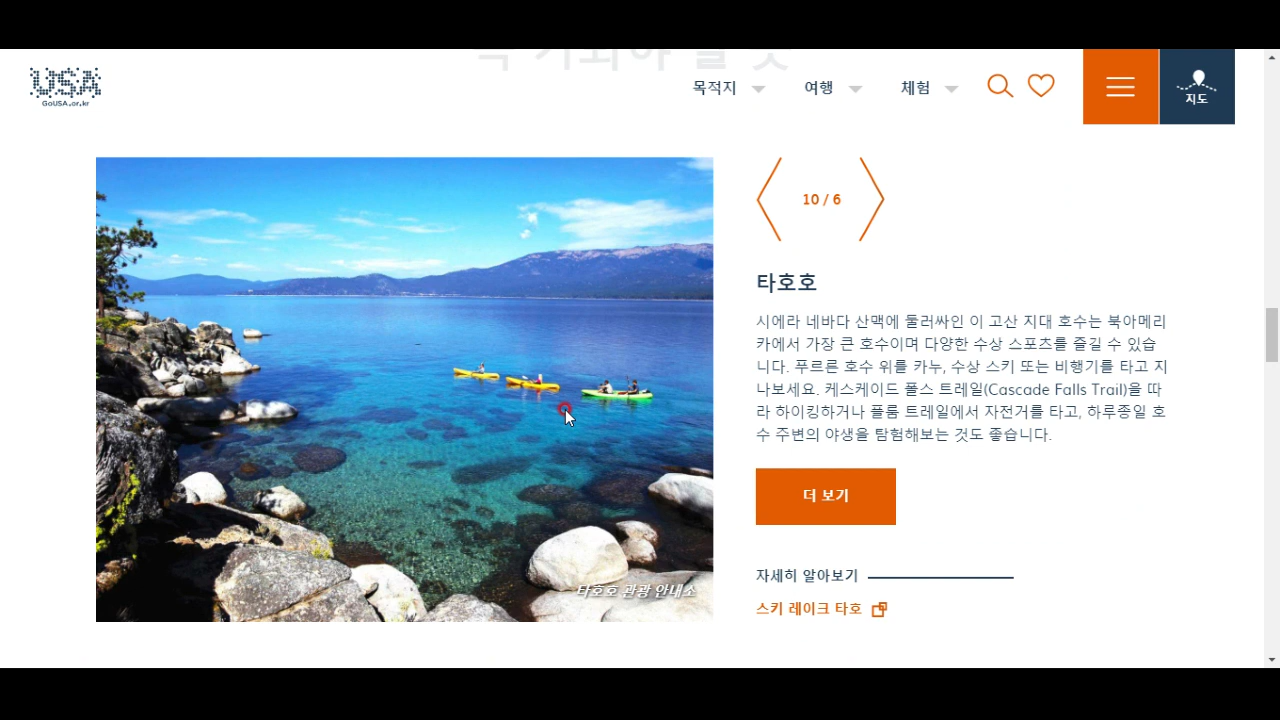 꼭 가봐야 할 곳
USA
GoUSA.or.kr
목적지
여행
체험
지도
10 / 6
타호호
시에라 네바다 산맥에 둘러싸인 이 고산 지대 호수는 북아메리
카에서 가장 큰 호수이며 다양한 수상 스포츠를 즐길 수 있습
니다. 푸르른 호수 위를 카누, 수상 스키 또는 비행기를 타고 지
나보세요. 케스케이드 폴스 트레일(Cascade Falls Trail)을 따
라 하이킹하거나 플룸 트레일에서 자전거를 타고, 하루종일 호
수 주변의 야생을 탐험해보는 것도 좋습니다.
더 보기
타호호 관광 안내소
자세히 알아보기
스키 레이크 타호